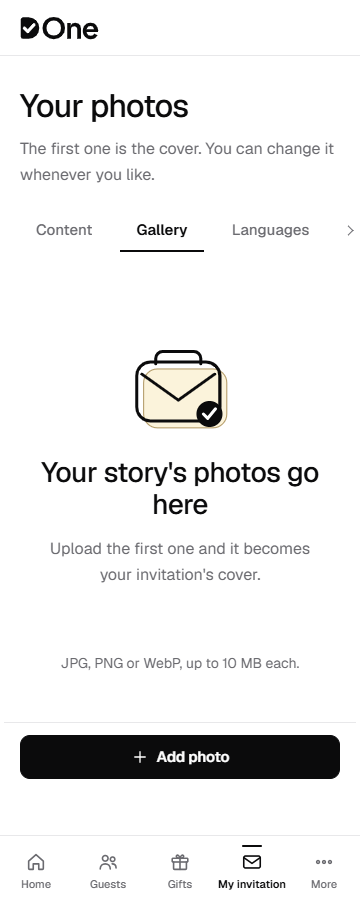 DOne
Your photos
The first one is the cover. You can change it
whenever you like.
Content Gallery Languages
Your story's photos go
here
Upload the first one and it becomes
your invitation's cover.
JPG, PNG or WebP, up to 10 MB each.
Add photo
Home Guests Gifts My invitation More